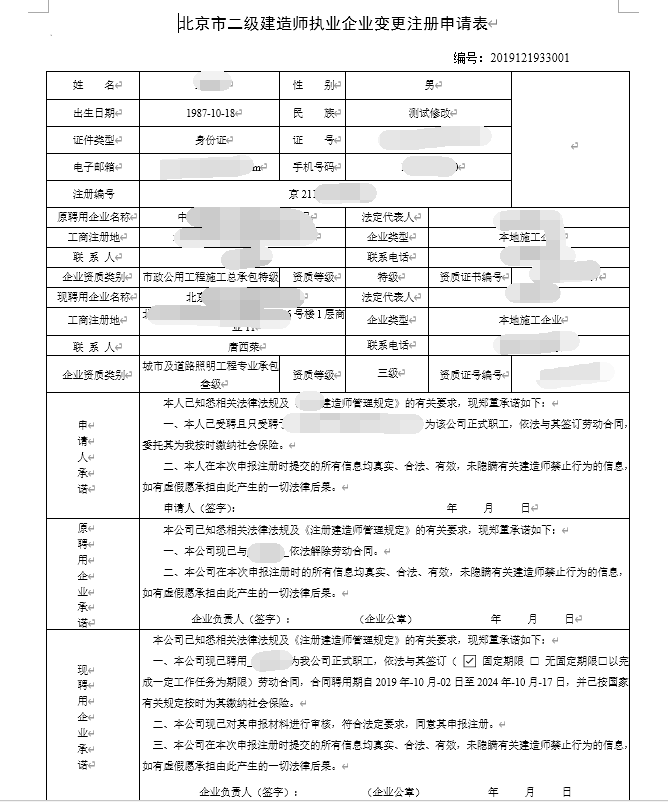 北京市二级建造师执业企业变更注册申请表
编号: 2019121933001
姓 名 性 别 男
出生日期 1987-10-18 民 族 测试修改
证件类型 身份证 证 号
电子邮箱 m 手机号码
注册编号 京 211
原聘用企业名称 中 法定代表人
工商注册地 企业类型 本地施工企
联 系 人 联系电话
企业资质类别 市政公用工程施工总承包特级 资质等级 特级 资质证书编号
现聘用企业名称 北京 法定代表人
工商注册地 号楼 1 层商 企业类型 本地施工企业
业 11
联 系 人 唐西荣 联系电话
企业资质类别 城市及道路照明工程专业承包叁级 资质等级 三级 资质证号编号
申请人承诺
本人已知悉相关法律法规及《 建造师管理规定》的有关要求，现郑重承诺如下：
一、本人已受聘且只受聘于 为该公司正式职工，依法与其签订劳动合同，
委托其为我按时缴纳社会保险。
二、本人在本次申报注册时提交的所有信息均真实、合法、有效，未隐瞒有关建造师禁止行为的信息，
如有虚假愿承担由此产生的一切法律后果。
申请人（签字）： 年 月 日
原聘用企业承诺
本公司已知悉相关法律法规及《注册建造师管理规定》的有关要求，现郑重承诺如下：
一、本公司现已与 依法解除劳动合同。
二、本公司在本次申报注册时的所有信息均真实、合法、有效，未隐瞒有关建造师禁止行为的信息，
如有虚假愿承担由此产生的一切法律后果。
企业负责人（签字）： （企业公章） 年 月 日
现聘用企业承诺
本公司已知悉相关法律法规及《注册建造师管理规定》的有关要求，现郑重承诺如下：
一、本公司现已聘用 为我公司正式职工，依法与其签订（ ☑ 固定期限 □ 无固定期限□以完
成一定工作任务为期限）劳动合同，合同聘用期自 2019 年-10 月-02 日至 2024 年-10 月-17 日，并已按国家
有关规定按时为其缴纳社会保险。
二、本公司现已对其申报材料进行审核，符合法定要求，同意其申报注册。
三、本公司在本次申报注册时提交的所有信息均真实、合法、有效，未隐瞒有关建造师禁止行为的信息，
如有虚假愿承担由此产生的一切法律后果。
企业负责人（签字）： （企业公章） 年 月 日